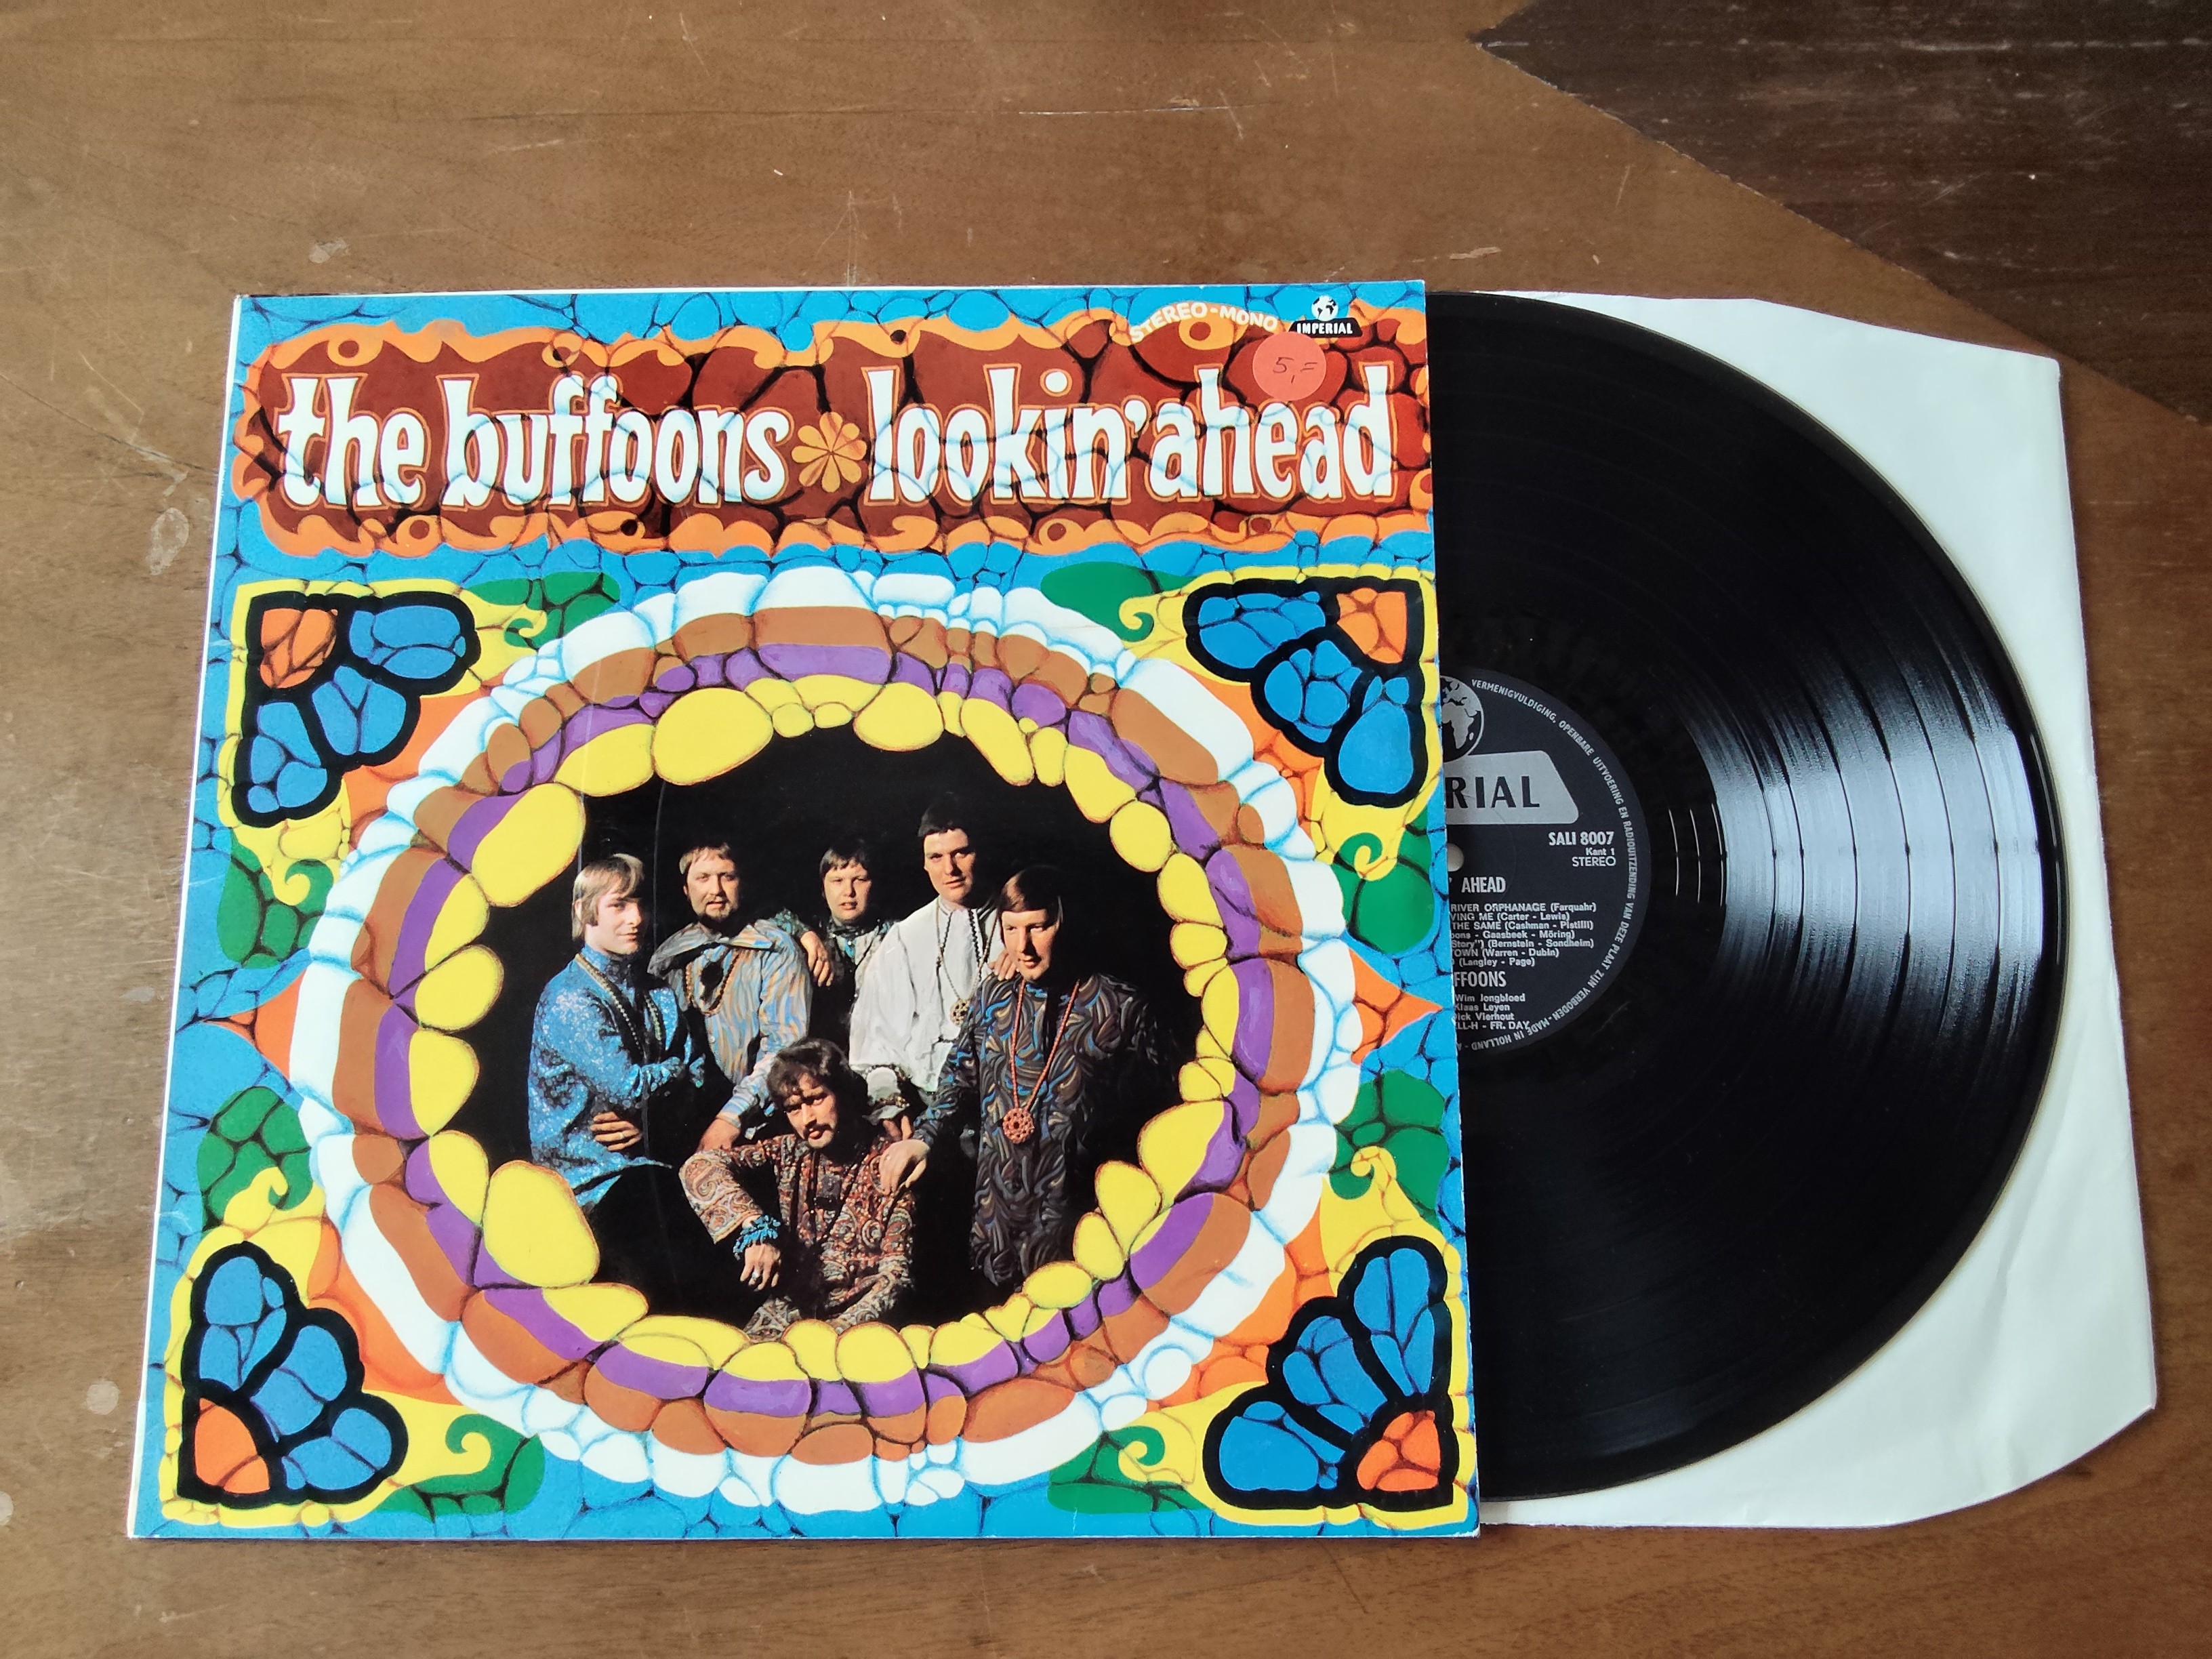 STEREO-MONO
IMPERIAL
5,=
the buffoons lookin' ahead
VERMENIGVULDIGING, OPENBARE UITVOERING EN RADIOUITZENDING VAN DEZE PLAAT ZIJN VERBODEN - MADE IN HOLLAND -
RIAL
SALI 8007
Kant 1
STEREO
' AHEAD
RIVER ORPHANAGE (Farquahr)
VING ME (Carter - Lewis)
THE SAME (Cashman - Pistilli)
oons - Gaasbeek - Möring)
Story") (Bernstein - Sondheim)
TOWN (Warren - Dubin)
(Langley - Page)
FFOONS
Wim Jongbloed
Klaas Leyen
Dick Vierhout
LL-H - FR. DAY